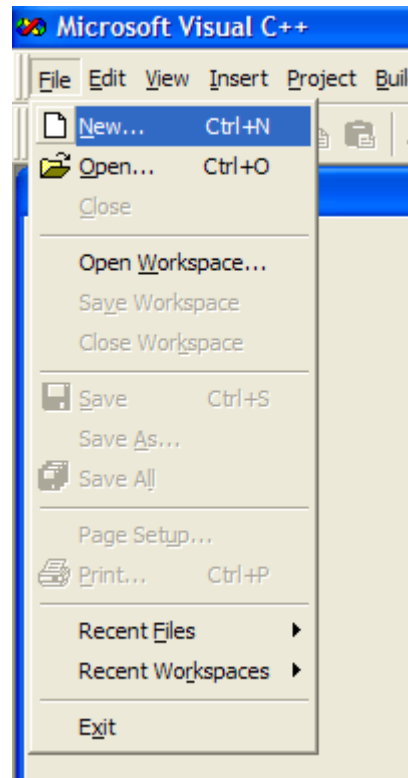 Microsoft Visual C++
File Edit View Insert Project Buil
New... Ctrl+N
Open... Ctrl+O
Close
Open Workspace...
Save Workspace
Close Workspace
Save Ctrl+S
Save As...
Save All
Page Setup...
Print... Ctrl+P
Recent Files
Recent Workspaces
Exit